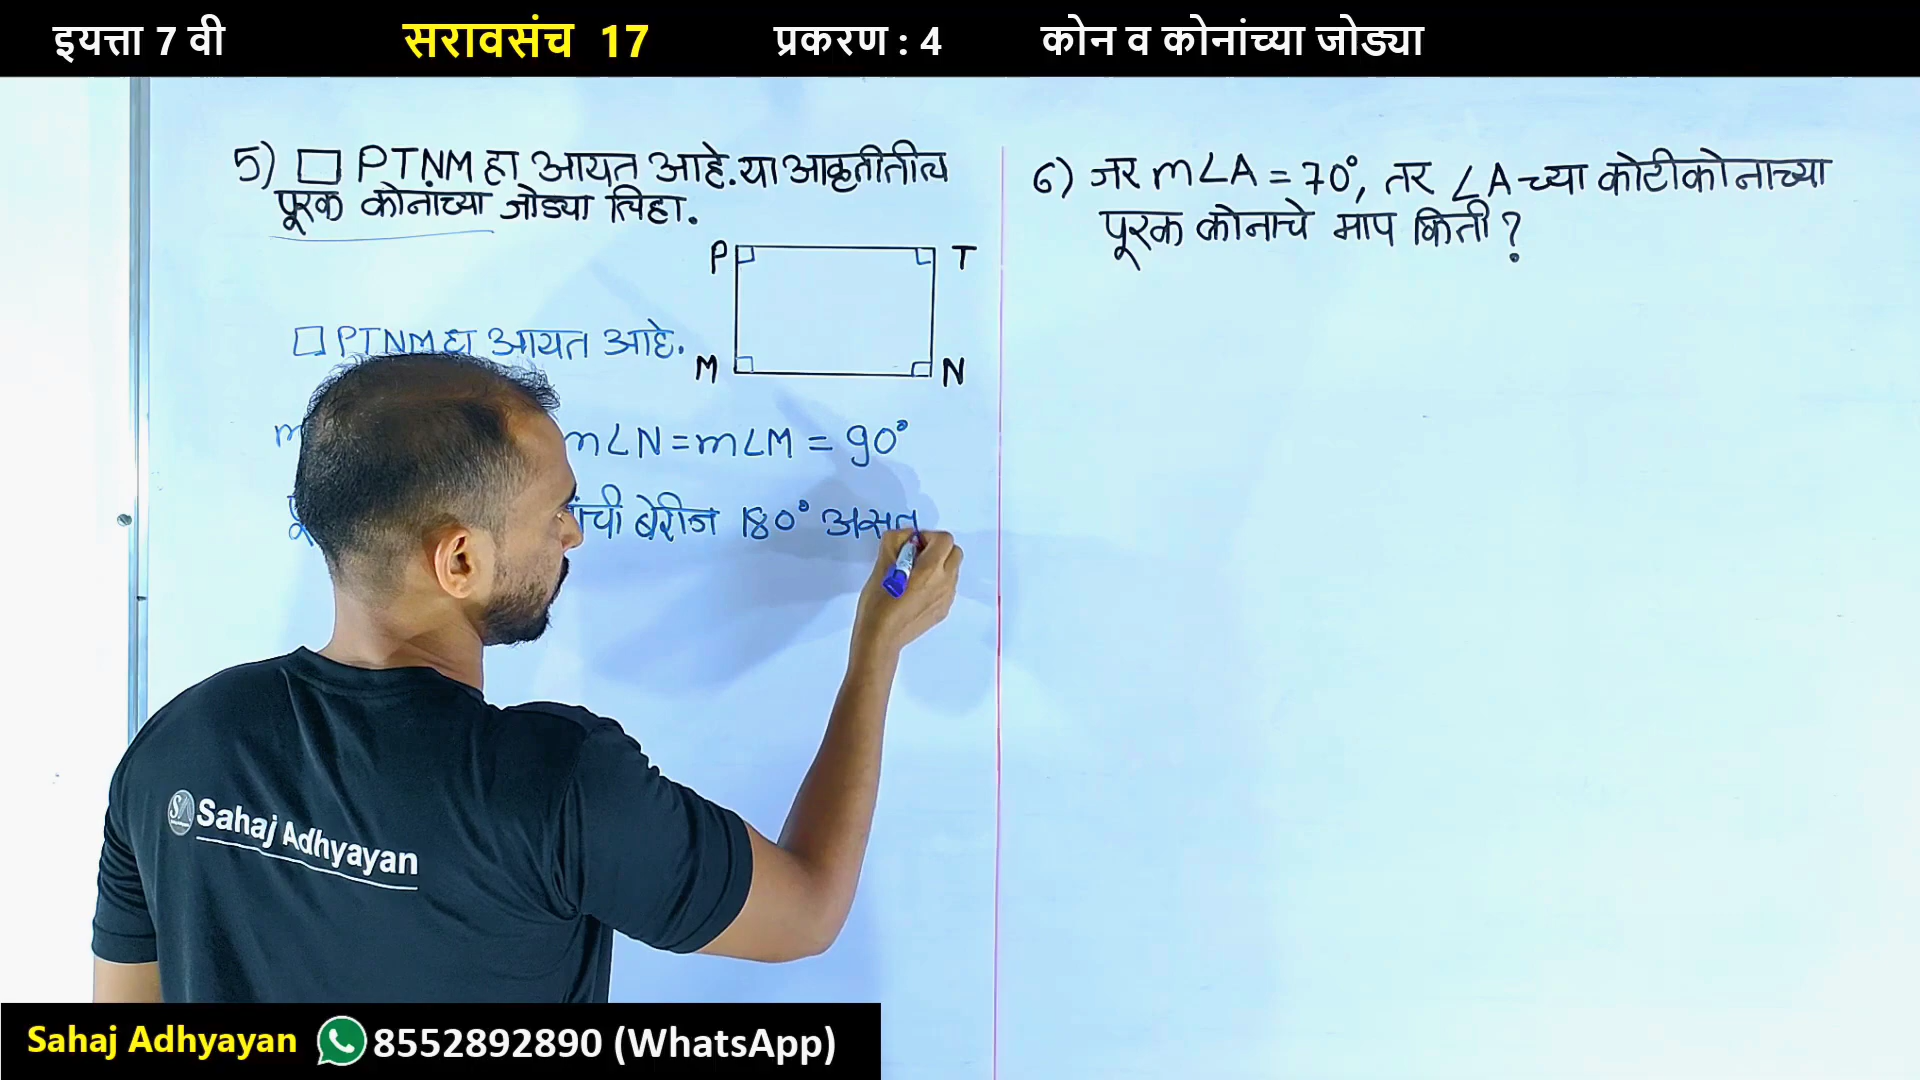 इयत्ता 7 वी सरावसंच 17 प्रकरण : 4 कोन व कोनांच्या जोड्या
5) □ PTNM हा आयत आहे. या आकृतीतील
पूरक कोनांच्या जोड्या लिहा.
P T
M N
□ PTNM हा आयत आहे.
m∠N = m∠M = 90°
बेरीज 180° असत
6) जर m∠A = 70°, तर ∠A च्या कोटीकोनाच्या
पूरक कोनाचे माप किती?
Sahaj Adhyayan
Sahaj Adhyayan 8552892890 (WhatsApp)